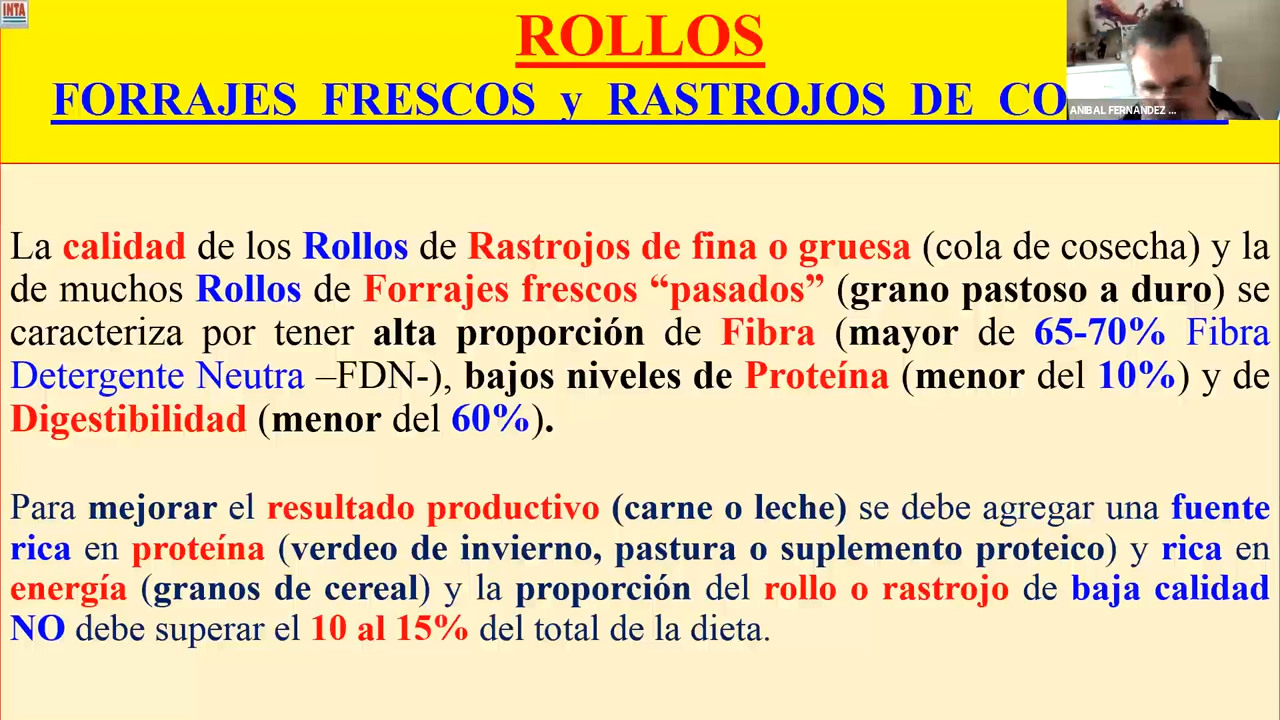 INTA
ROLLOS
FORRAJES FRESCOS y RASTROJOS DE
ANIBAL FERNANDEZ ...
La calidad de los Rollos de Rastrojos de fina o gruesa (cola de cosecha) y la
de muchos Rollos de Forrajes frescos “pasados” (grano pastoso a duro) se
caracteriza por tener alta proporción de Fibra (mayor de 65-70% Fibra
Detergente Neutra –FDN-), bajos niveles de Proteína (menor del 10%) y de
Digestibilidad (menor del 60%).
Para mejorar el resultado productivo (carne o leche) se debe agregar una fuente
rica en proteína (verdeo de invierno, pastura o suplemento proteico) y rica en
energía (granos de cereal) y la proporción del rollo o rastrojo de baja calidad
NO debe superar el 10 al 15% del total de la dieta.